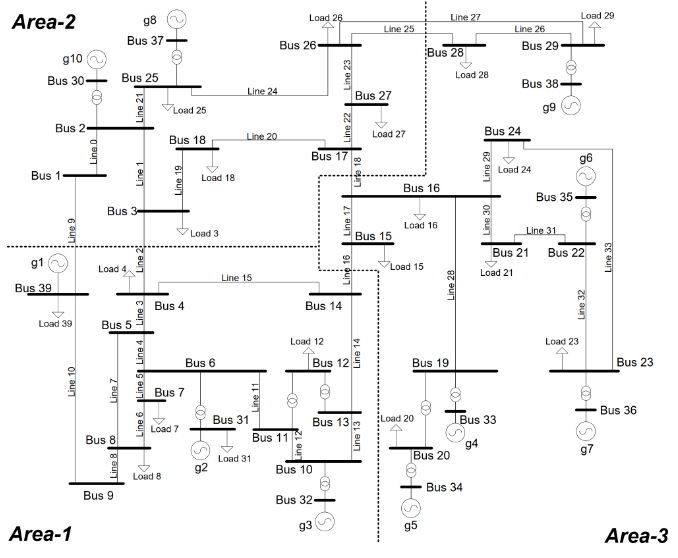 Area-2
g8
Bus 37
g10
Bus 30
Bus 25
Load 25
Line 21
Line 24
Load 26
Bus 26
Line 27
Line 25
Line 26
Load 29
Bus 28
Load 28
Bus 29
Bus 38
g9
Line 23
Bus 27
Load 27
Line 22
Bus 2
Line 0
Bus 1
Line 1
Bus 18
Line 20
Line 19
Load 18
Bus 17
Line 18
Bus 24
Load 24
Line 29
g6
Bus 35
Bus 3
Load 3
Bus 16
Load 16
Line 17
Line 30
Line 31
Bus 21
Load 21
Bus 22
Line 33
Line 9
Line 2
Bus 15
Load 15
Line 16
g1
Load 4
Line 15
Line 28
Line 32
Bus 39
Load 39
Bus 4
Bus 14
Line 3
Bus 5
Line 4
Line 14
Load 12
Bus 12
Load 23
Bus 23
Bus 6
Bus 19
Line 10
Line 7
Line 5
Bus 7
Load 7
Line 6
Line 11
Bus 31
Load 31
g2
Bus 11
Line 12
Bus 13
Line 13
Load 20
Bus 33
g4
Bus 36
g7
Bus 8
Line 8
Load 8
Bus 9
Bus 10
Bus 20
Bus 32
g3
Bus 34
g5
Area-1
Area-3